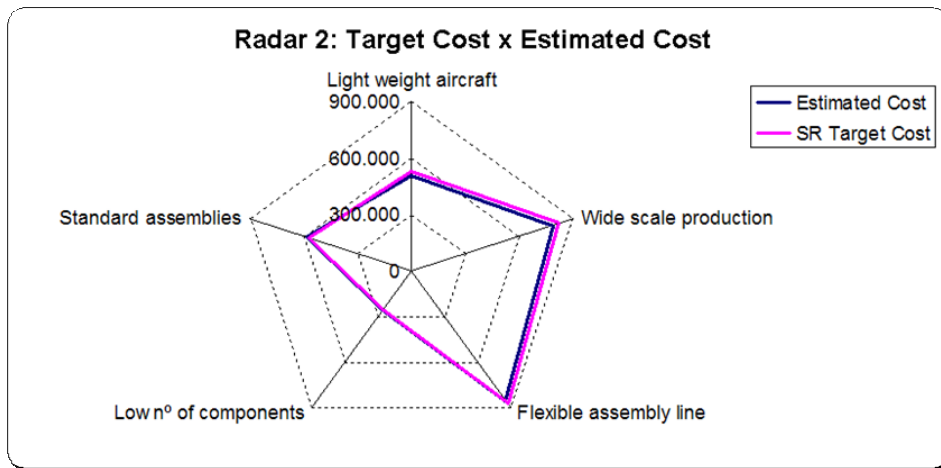 Radar 2: Target Cost x Estimated Cost
Light weight aircraft
900.000
600.000
300.000
0
Estimated Cost
SR Target Cost
Standard assemblies
Wide scale production
Low nº of components
Flexible assembly line